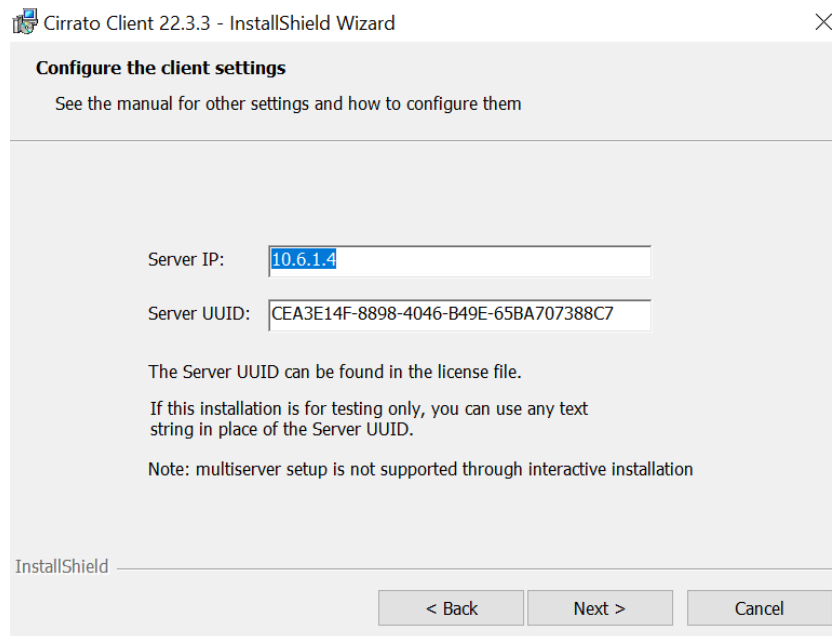 Cirrato Client 22.3.3 - InstallShield Wizard
Configure the client settings
See the manual for other settings and how to configure them
Server IP: 10.6.1.4
Server UUID: CEA3E14F-8898-4046-B49E-65BA707388C7
The Server UUID can be found in the license file.
If this installation is for testing only, you can use any text
string in place of the Server UUID.
Note: multiserver setup is not supported through interactive installation
InstallShield
< Back Next > Cancel